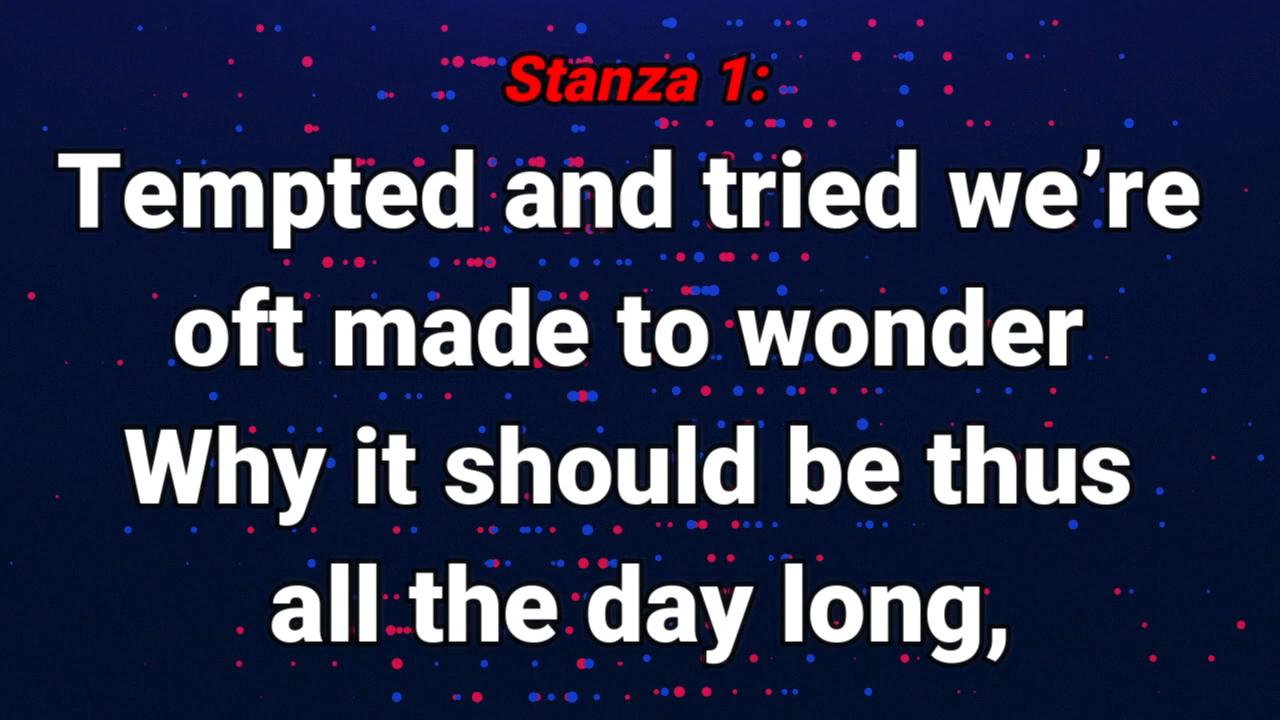 Stanza 1:
Tempted and tried we’re
oft made to wonder
Why it should be thus
all the day long,